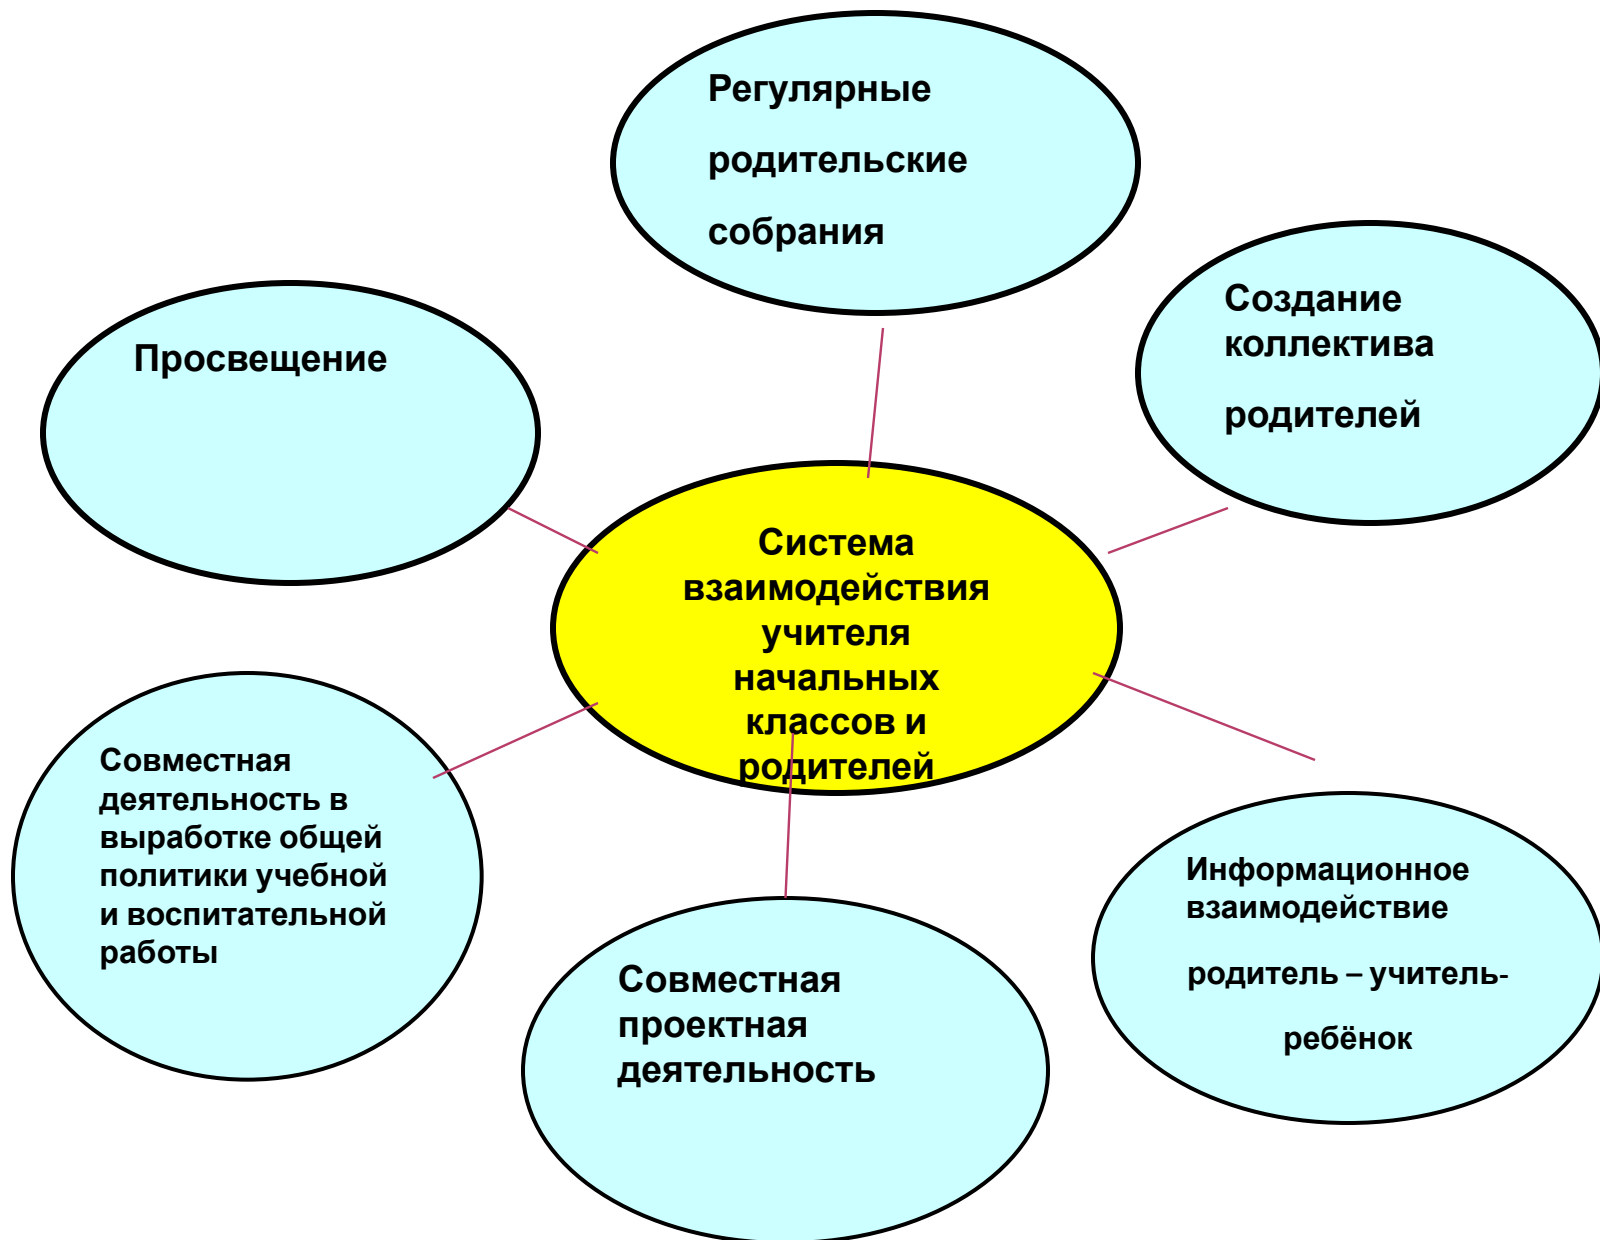 Регулярные
родительские
собрания
Создание
коллектива
родителей
Просвещение
Система
взаимодействия
учителя
начальных
классов и
родителей
Совместная
деятельность в
выработке общей
политики учебной
и воспитательной
работы
Совместная
проектная
деятельность
Информационное
взаимодействие
родитель – учитель-
ребёнок